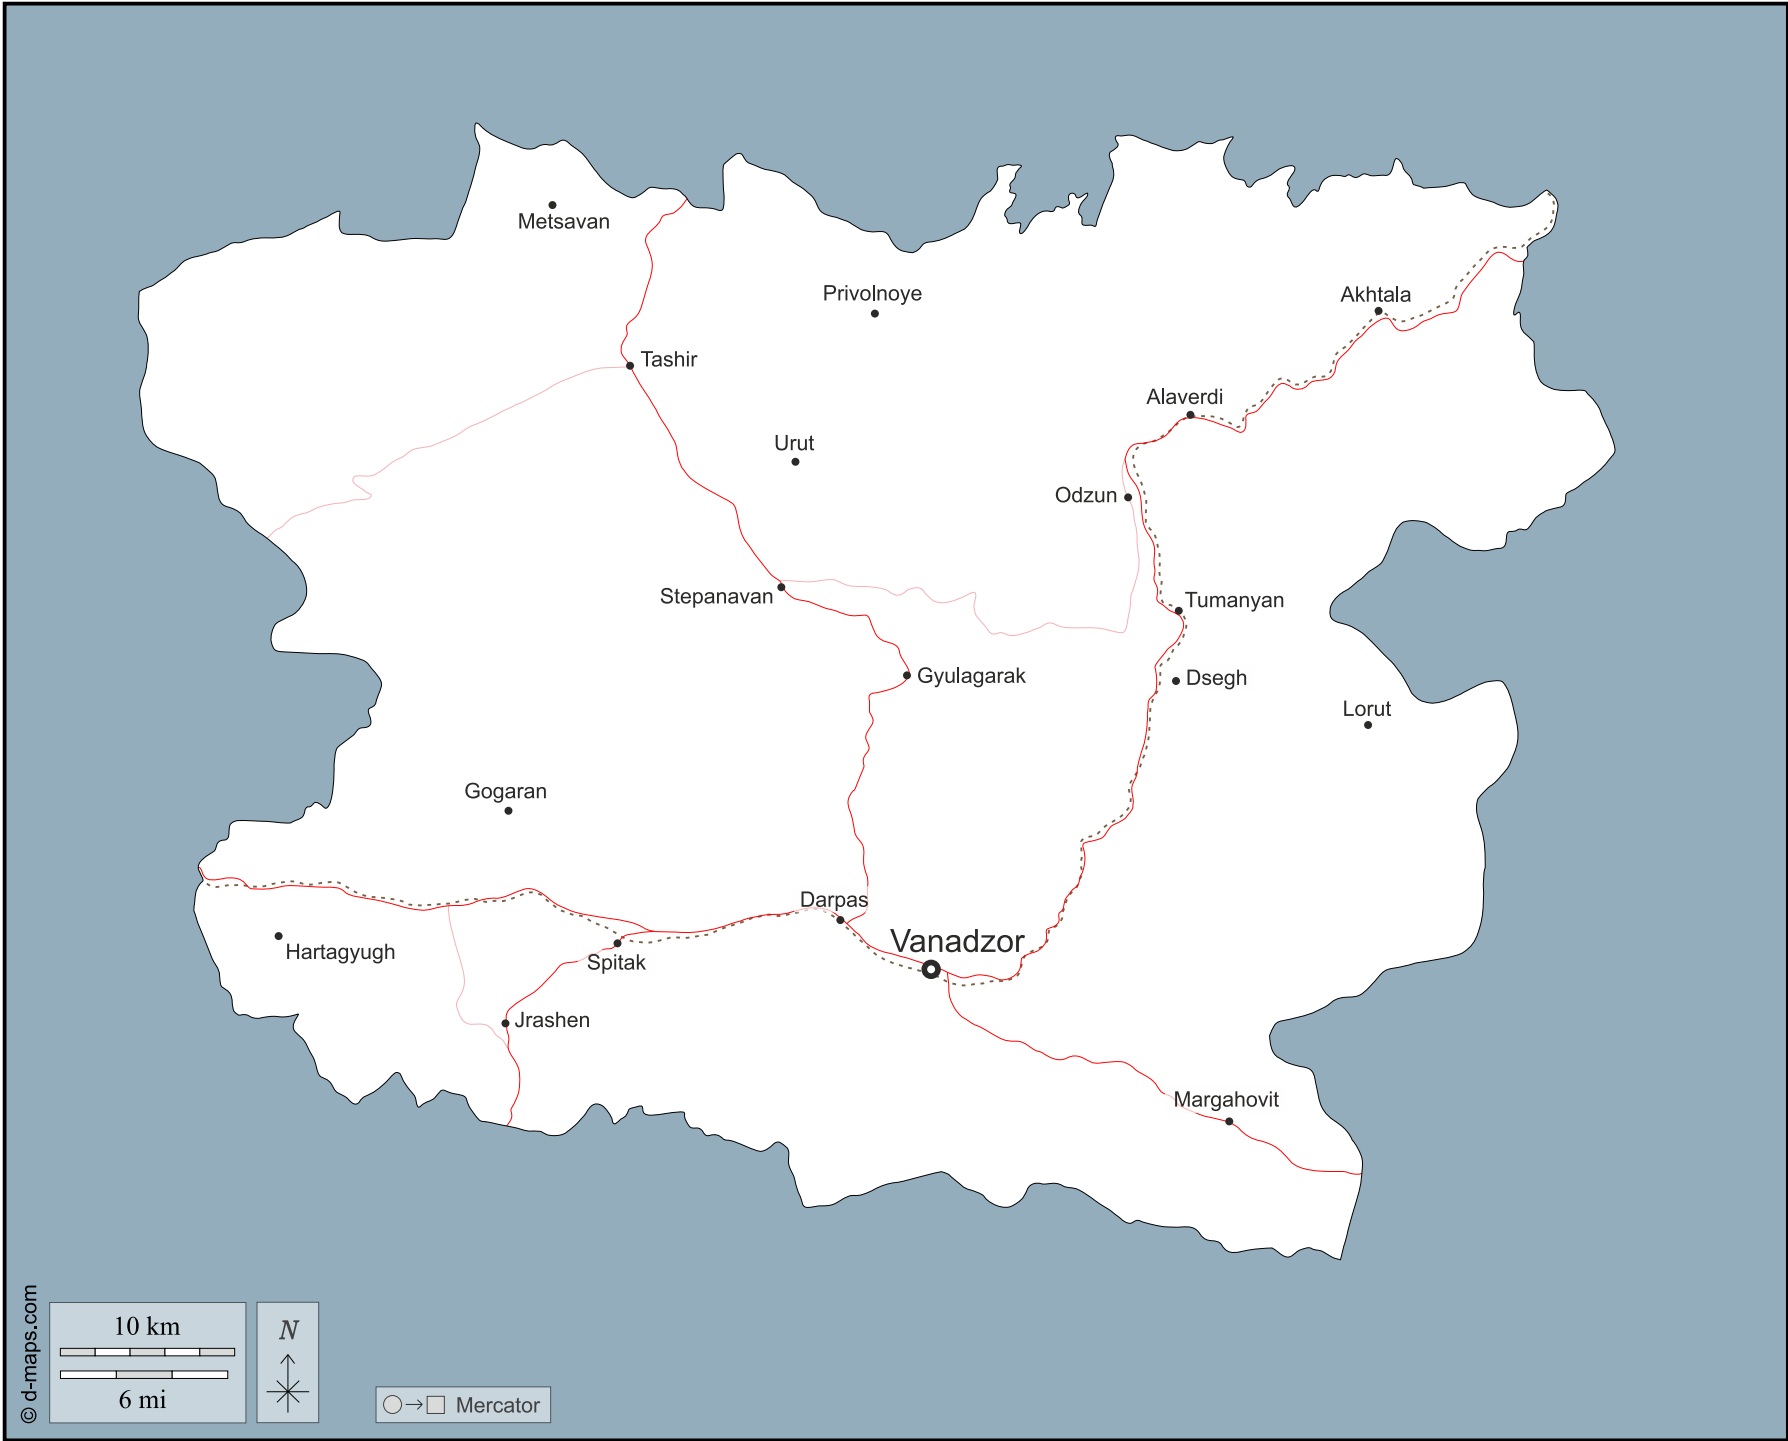 Metsavan
Privolnoye
Akhtala
Tashir
Alaverdi
Urut
Odzun
Stepanavan
Tumanyan
Gyulagarak
Dsegh
Lorut
Gogaran
Darpas
Vanadzor
Hartagyugh
Spitak
Jrashen
Margahovit
© d-maps.com
10 km
6 mi
N
Mercator